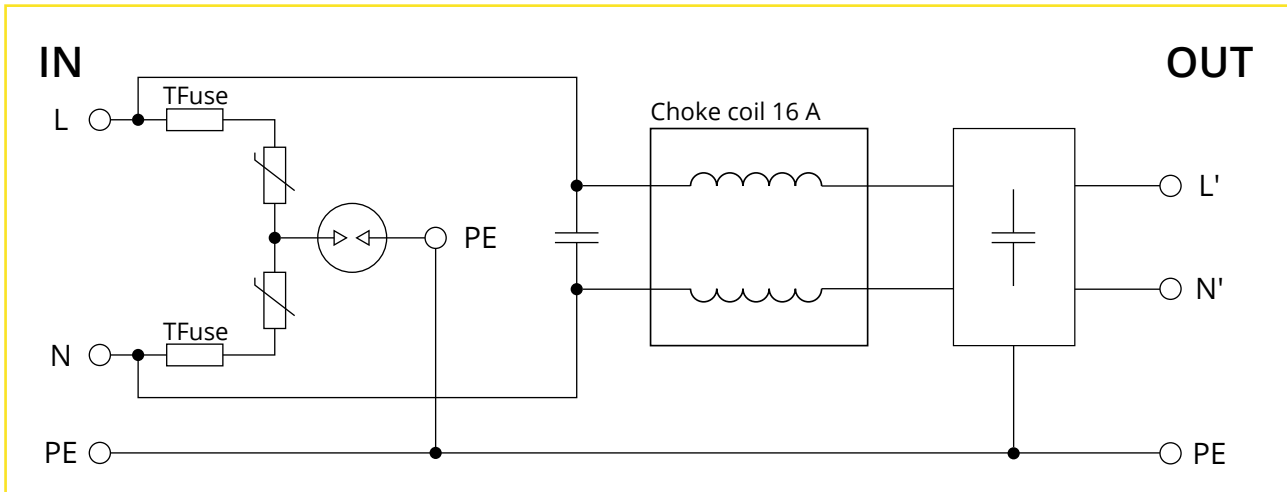 IN
OUT
L
TFuse
Choke coil 16 A
L'
PE
N'
TFuse
N
PE
PE